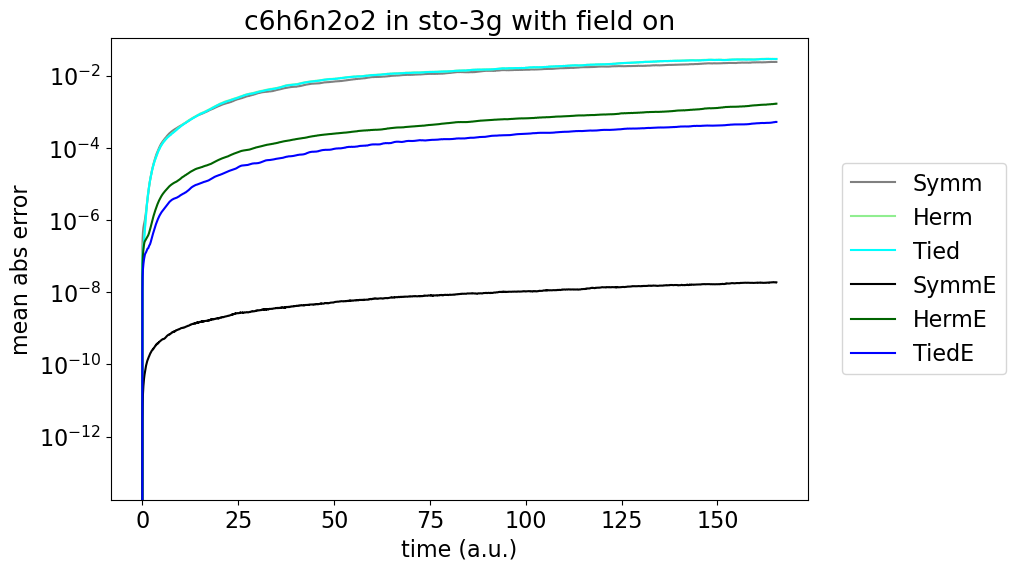 c6h6n2o2 in sto-3g with field on
mean abs error
10⁻²
10⁻⁴
10⁻⁶
10⁻⁸
10⁻¹⁰
10⁻¹²
0 25 50 75 100 125 150
time (a.u.)
Symm
Herm
Tied
SymmE
HermE
TiedE